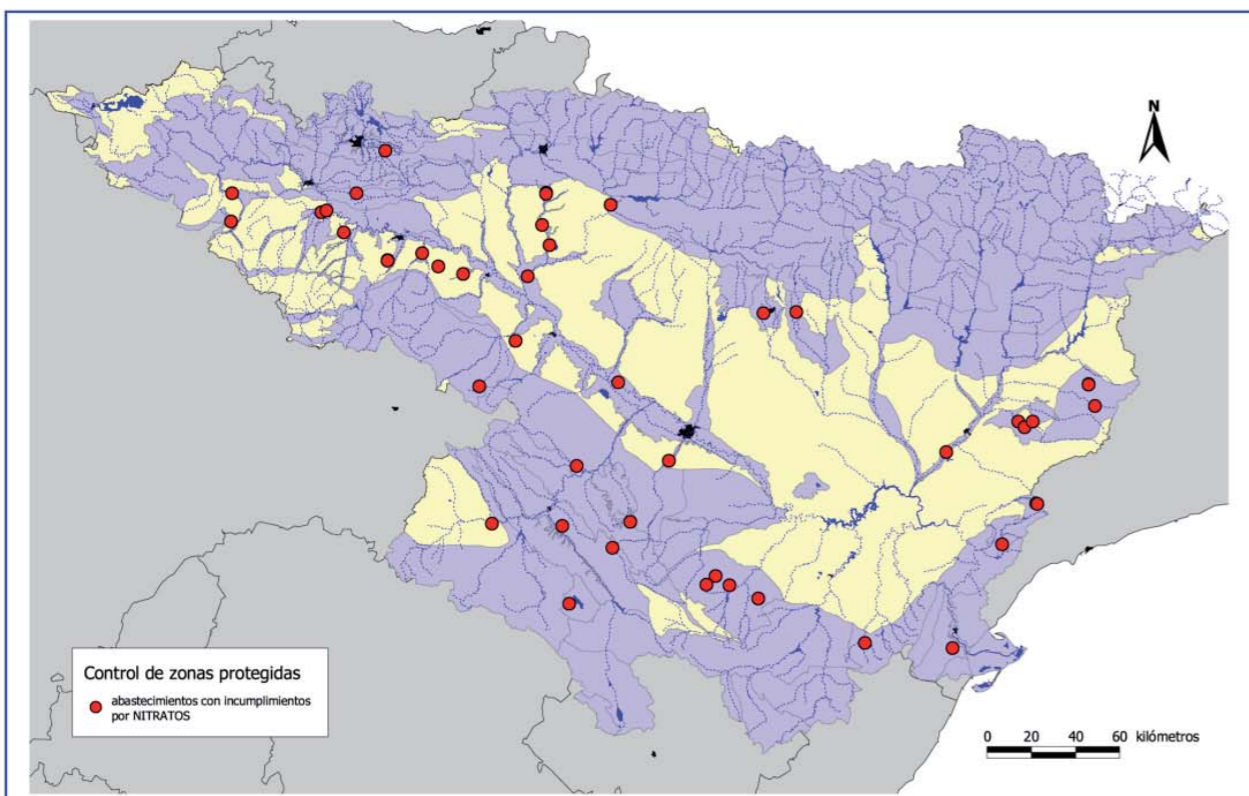 N
Control de zonas protegidas
abastecimientos con incumplimientos
por NITRATOS
0 20 40 60 kilómetros